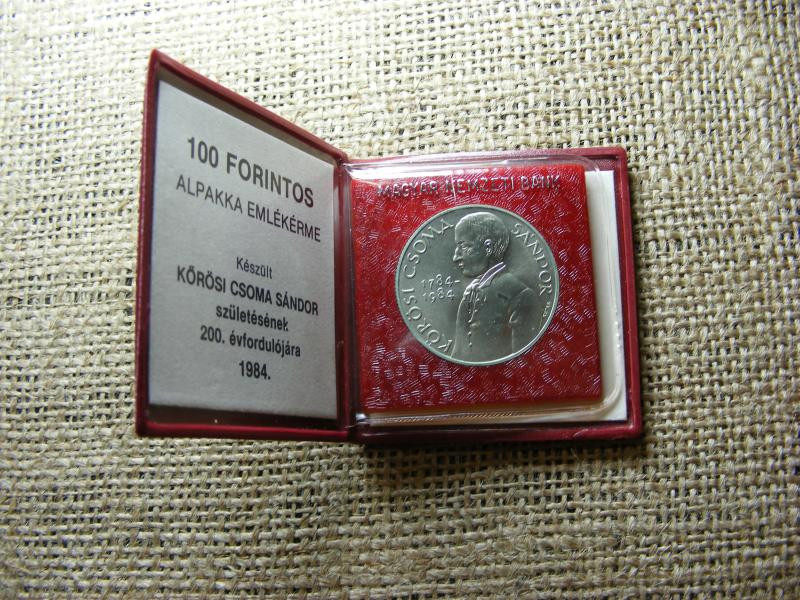 100 FORINTOS
ALPAKKA EMLÉKÉRME
Készült
KŐRÖSI CSOMA SÁNDOR
születésének
200. évfordulójára
1984.
MAGYAR NEMZETI BANK
KŐRÖSI CSOMA SÁNDOR
1784-
1984